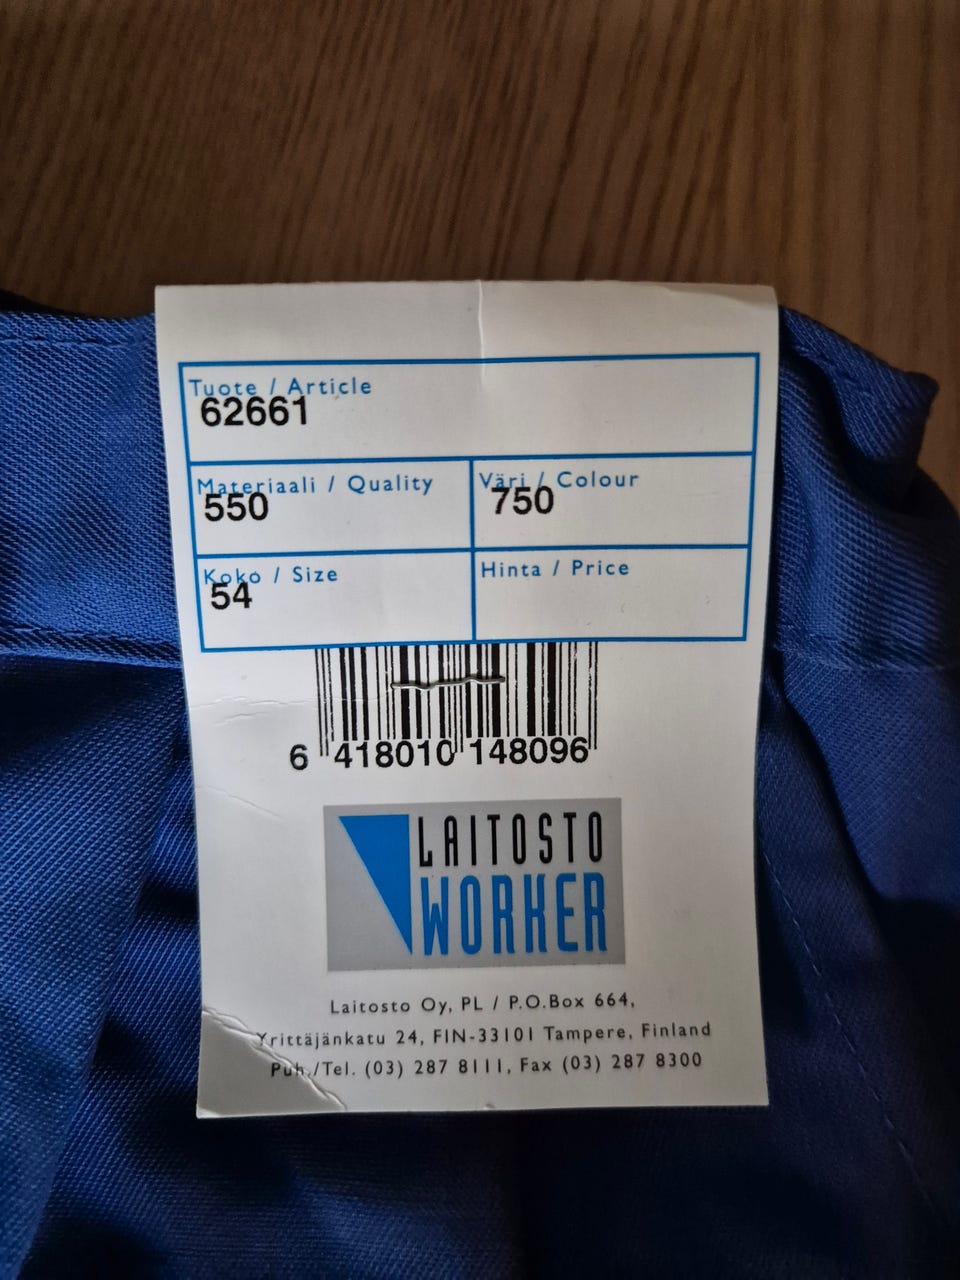 Tuote / Article
62661
Materiaali / Quality
550
Väri / Colour
750
Koko / Size
54
Hinta / Price
6 418010 148096
LAITOSTO
WORKER
Laitosto Oy, PL / P.O.Box 664,
Yrittäjänkatu 24, FIN-33101 Tampere, Finland
Puh./Tel. (03) 287 8111, Fax (03) 287 8300